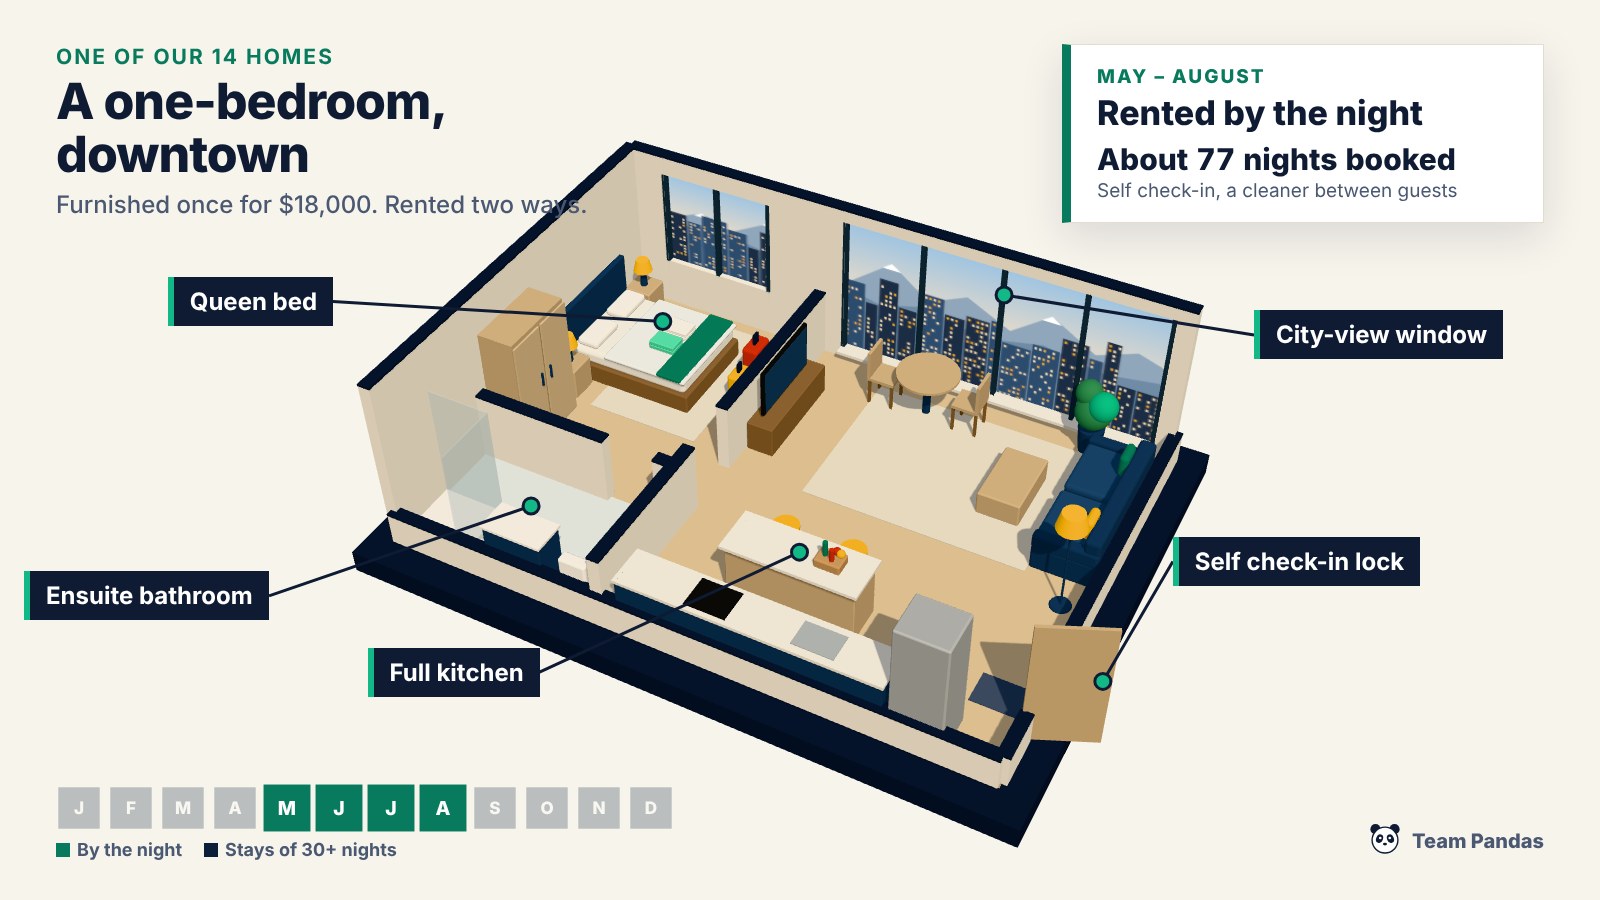 ONE OF OUR 14 HOMES
A one-bedroom,
downtown
Furnished once for $18,000. Rented two ways.
MAY – AUGUST
Rented by the night
About 77 nights booked
Self check-in, a cleaner between guests
Queen bed
City-view window
Self check-in lock
Ensuite bathroom
Full kitchen
J F M A M J J A S O N D
By the night Stays of 30+ nights
Team Pandas